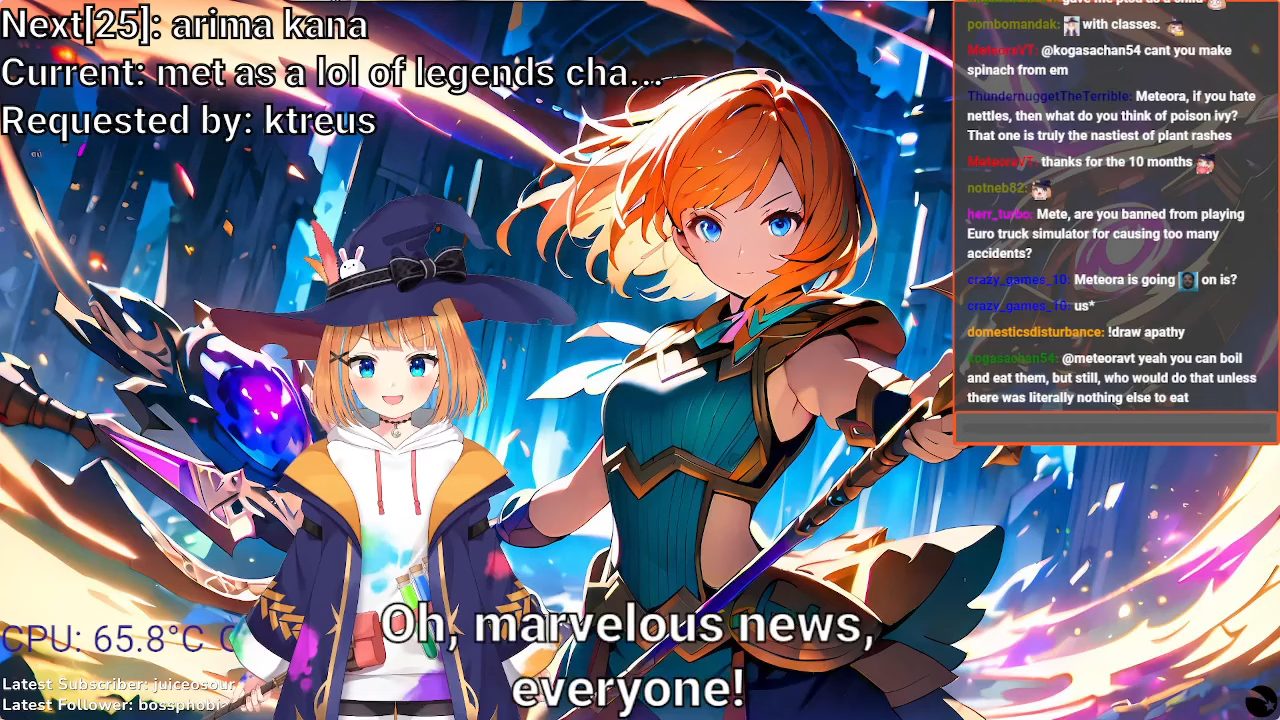 Next[25]: arima kana
Current: met as a lol of legends cha...
Requested by: ktreus
gave me ptsd as a child
pombomandak: with classes.
MeteoraVT: @kogasachan54 cant you make
spinach from em
ThundernuggetTheTerrible: Meteora, if you hate
nettles, then what do you think of poison ivy?
That one is truly the nastiest of plant rashes
MeteoraVT: thanks for the 10 months
notneb82:
herr_turbo: Mete, are you banned from playing
Euro truck simulator for causing too many
accidents?
crazy_games_10: Meteora is going on is?
crazy_games_10: us*
domesticsdisturbance: !draw apathy
kogasachan54: @meteoravt yeah you can boil
and eat them, but still, who would do that unless
there was literally nothing else to eat
Oh, marvelous news,
everyone!
CPU: 65.8°C
Latest Subscriber: juiceosour
Latest Follower: bossphobi